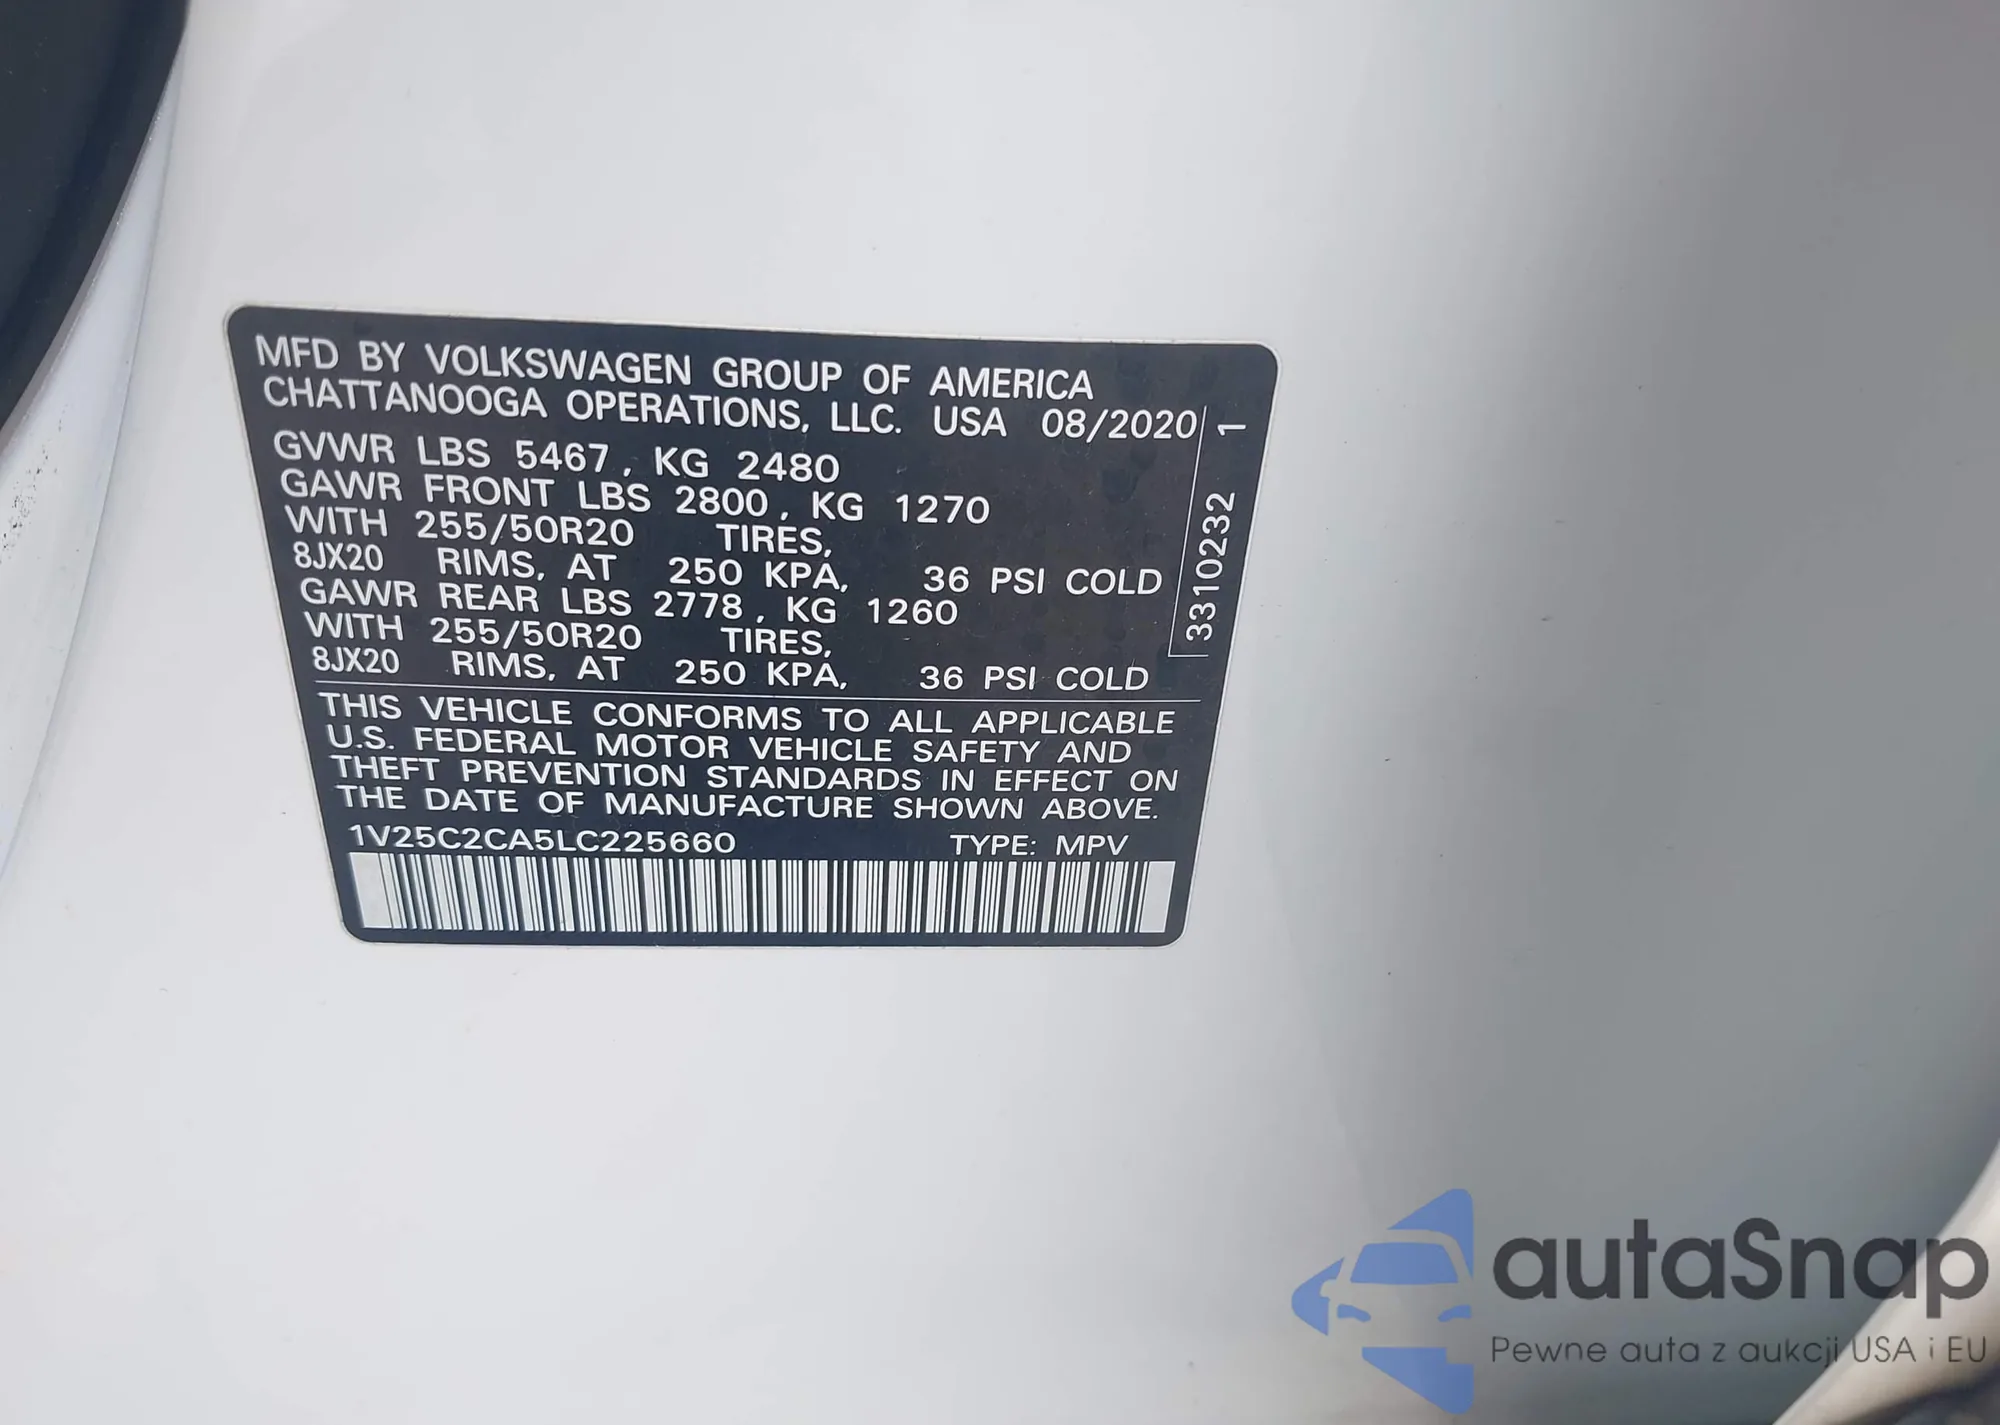 MFD BY VOLKSWAGEN GROUP OF AMERICA
CHATTANOOGA OPERATIONS, LLC. USA 08/2020
GVWR LBS 5467, KG 2480
GAWR FRONT LBS 2800, KG 1270
WITH 255/50R20 TIRES,
8JX20 RIMS, AT 250 KPA, 36 PSI COLD
GAWR REAR LBS 2778, KG 1260
WITH 255/50R20 TIRES,
8JX20 RIMS, AT 250 KPA, 36 PSI COLD
3310232 1
THIS VEHICLE CONFORMS TO ALL APPLICABLE
U.S. FEDERAL MOTOR VEHICLE SAFETY AND
THEFT PREVENTION STANDARDS IN EFFECT ON
THE DATE OF MANUFACTURE SHOWN ABOVE.
1V25C2CA5LC225660 TYPE: MPV
autaSnap
Pewne auta z aukcji USA i EU